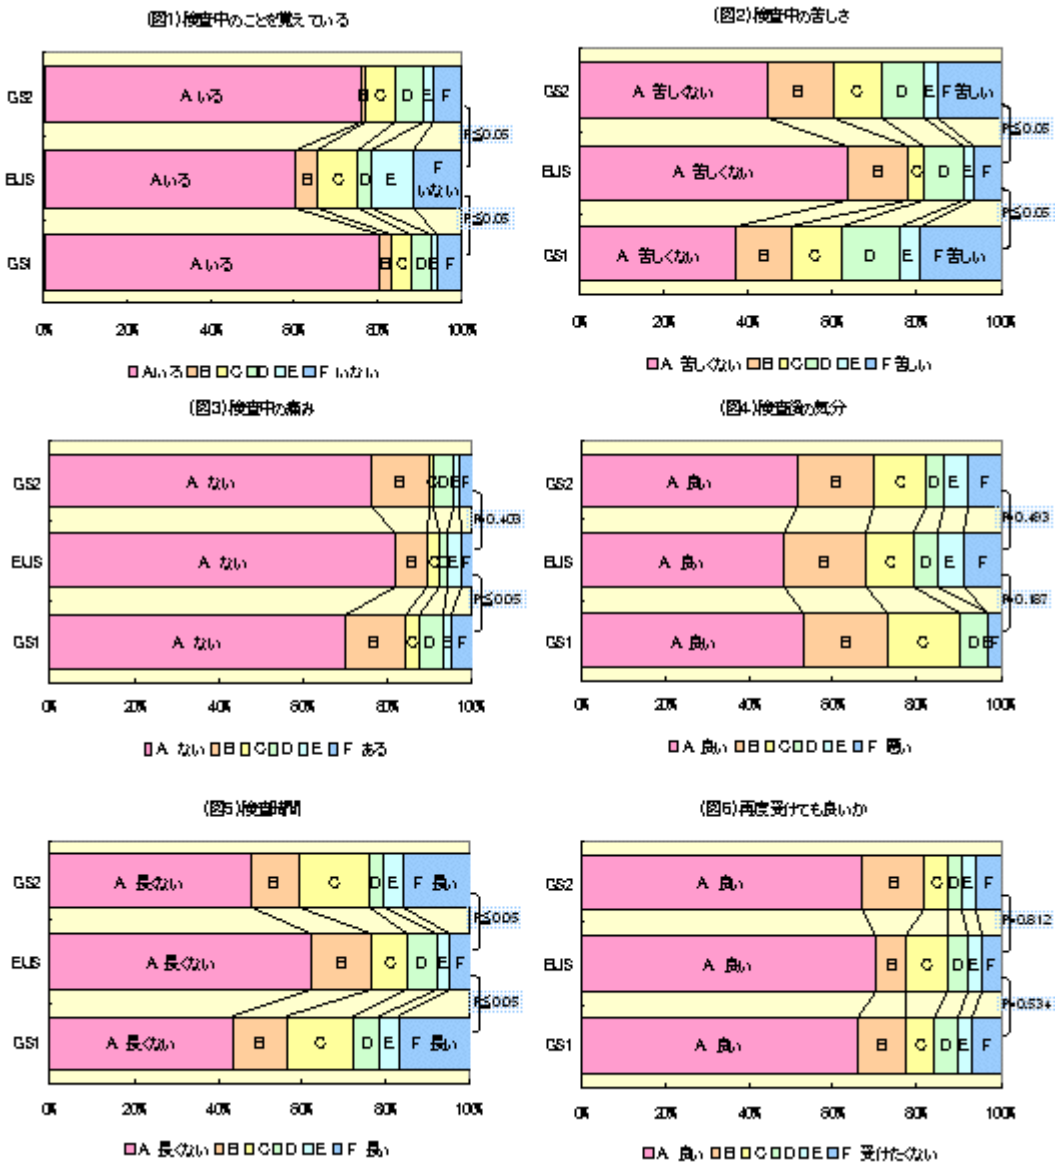 (図1)検査中のことを覚えている
GS2
A いる
B
C
D
E
F
P≦0.05
EUS
Aいる
B
C
D
E
F
いない
P≦0.05
GS1
A いる
B
C
D
E
F
0%
20%
40%
60%
80%
100%
Aいる B C D E F いない
(図2)検査中の苦しさ
GS2
A 苦しくない
B
C
D
E
F 苦しい
P≦0.05
EUS
A 苦しくない
B
C
D
E
F
P≦0.05
GS1
A 苦しくない
B
C
D
E
F 苦しい
0%
20%
40%
60%
80%
100%
A 苦しくない B C D E F 苦しい
(図3)検査中の痛み
GS2
A ない
B
C
D
E
F
P=0.403
EUS
A ない
B
C
D
E
F
P≦0.05
GS1
A ない
B
C
D
E
F
0%
20%
40%
60%
80%
100%
A ない B C D E F ある
(図4)検査後の気分
GS2
A 良い
B
C
D
E
F
P=0.493
EUS
A 良い
B
C
D
E
F
P=0.187
GS1
A 良い
B
C
D
E
F
0%
20%
40%
60%
80%
100%
A 良い B C D E F 悪い
(図5)検査時間
GS2
A 長くない
B
C
D
E
F 長い
P≦0.05
EUS
A 長くない
B
C
D
E
F
P≦0.05
GS1
A 長くない
B
C
D
E
F 長い
0%
20%
40%
60%
80%
100%
A 長くない B C D E F 長い
(図6)再度受けても良いか
GS2
A 良い
B
C
D
E
F
P=0.812
EUS
A 良い
B
C
D
E
F
P=0.534
GS1
A 良い
B
C
D
E
F
0%
20%
40%
60%
80%
100%
A 良い B C D E F 受けたくない